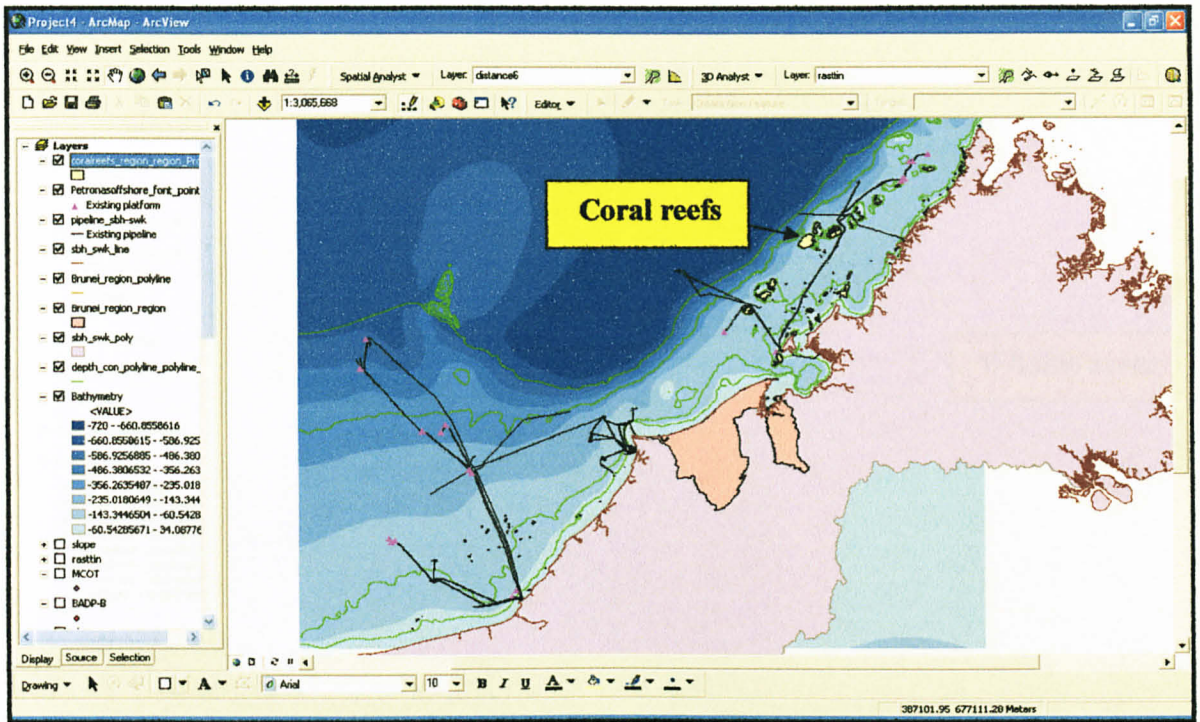 Project4 - ArcMap - ArcView
File Edit View Insert Selection Tools Window Help
Spatial Analyst Layer: distance6 3D Analyst Layer: rasttin
1:3,065,668 Editor
Layers
coralreefs_region_region_Pro
Petronasoffshore_font_point
Existing platform
pipeline_sbh-swk
Existing pipeline
sbh_swk_line
Brunei_region_polyline
Brunei_region_region
sbh_swk_poly
depth_con_polyline_polyline_
Bathymetry
<VALUE>
-720 - -660.8558616
-660.8558615 - -586.925
-586.9256885 - -486.380
-486.3806532 - -356.263
-356.2635487 - -235.018
-235.0180649 - -143.344
-143.3446504 - -60.5428
-60.54285671 - 34.08776
slope
rasttin
MCOT
BADP-B
Coral reefs
Display Source Selection
Drawing A Arial 10 B I U A
387101.95 677111.28 Meters